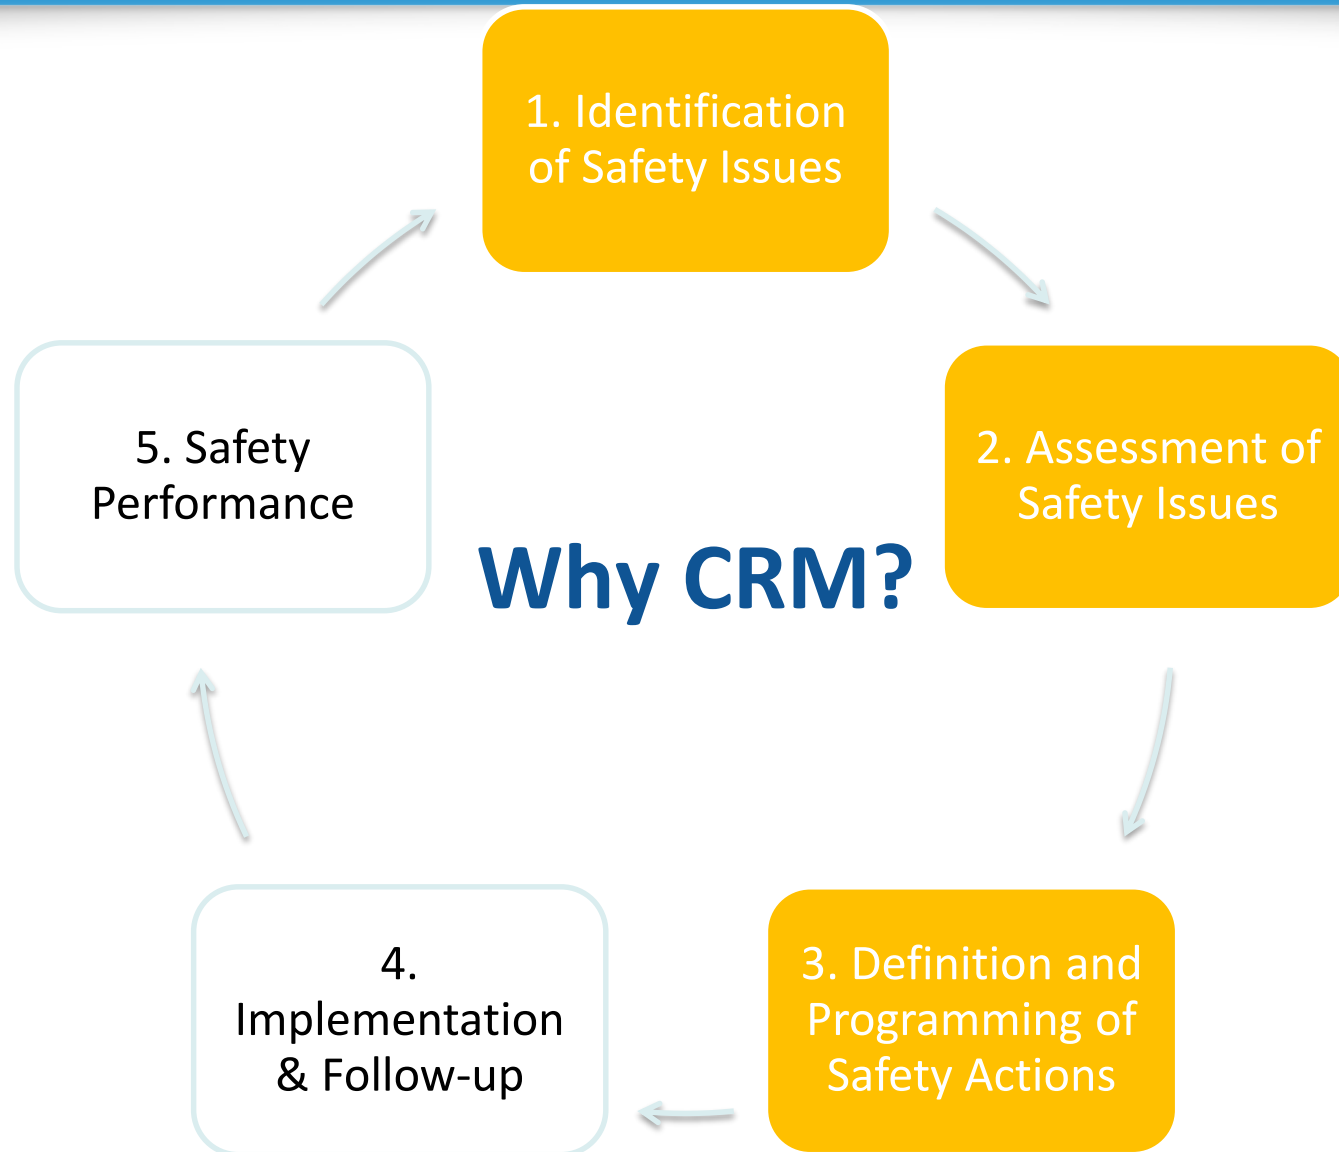 1. Identification
of Safety Issues
2. Assessment of
Safety Issues
3. Definition and
Programming of
Safety Actions
4.
Implementation
& Follow-up
5. Safety
Performance
Why CRM?